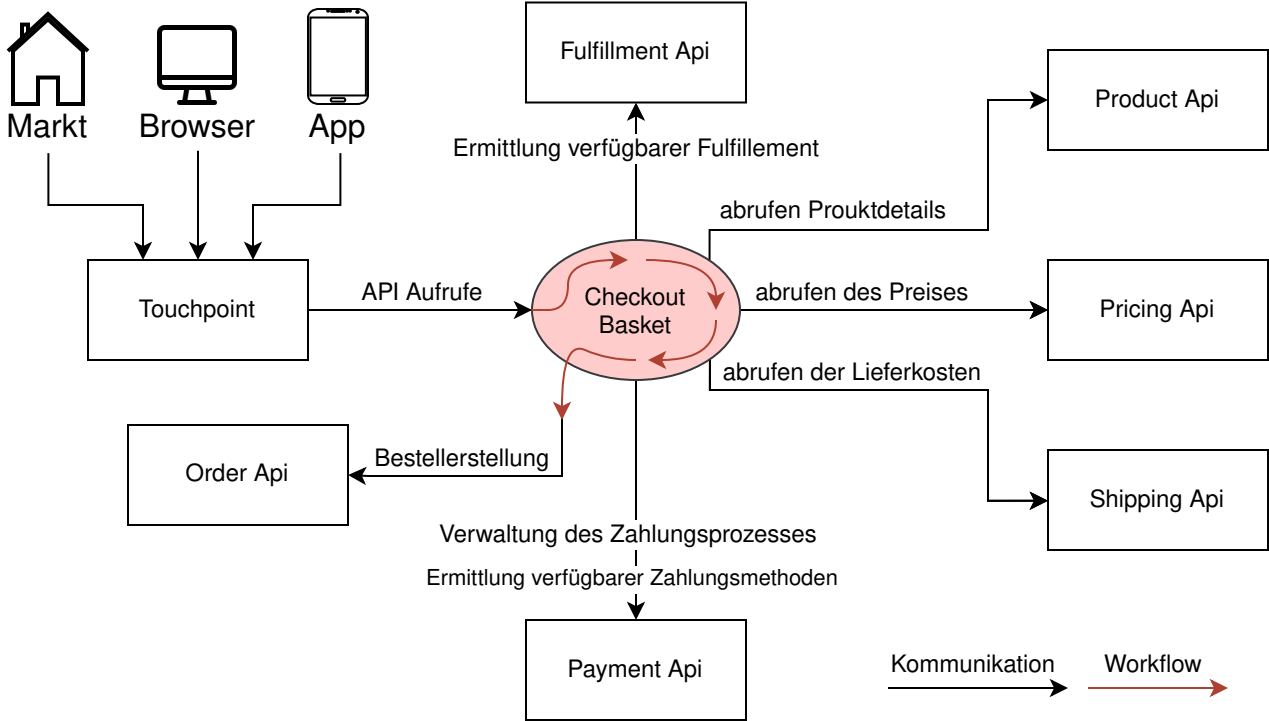 Markt
Browser
App
Fulfillment Api
Product Api
Ermittlung verfügbarer Fulfillement
abrufen Prouktdetails
Touchpoint
API Aufrufe
Checkout
Basket
abrufen des Preises
Pricing Api
abrufen der Lieferkosten
Order Api
Bestellerstellung
Shipping Api
Verwaltung des Zahlungsprozesses
Ermittlung verfügbarer Zahlungsmethoden
Payment Api
Kommunikation
Workflow